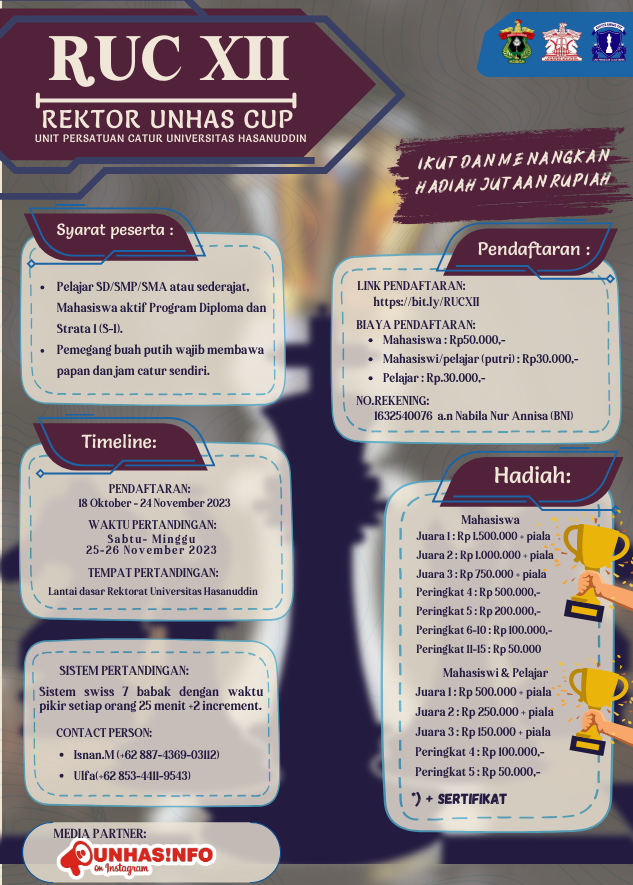 RUC XII
REKTOR UNHAS CUP
UNIT PERSATUAN CATUR UNIVERSITAS HASANUDDIN
IKUT DAN MENANGKAN
HADIAH JUTAAN RUPIAH
Syarat peserta :
• Pelajar SD/SMP/SMA atau sederajat,
Mahasiswa aktif Program Diploma dan
Strata I (S-1).
• Pemegang buah putih wajib membawa
papan dan jam catur sendiri.
Pendaftaran :
LINK PENDAFTARAN:
https://bit.ly/RUCXII
BIAYA PENDAFTARAN:
• Mahasiswa : Rp50.000,-
• Mahasiswi/pelajar (putri) : Rp30.000,-
• Pelajar : Rp.30.000,-
NO.REKENING:
1632540076 a.n Nabila Nur Annisa (BNI)
Timeline:
PENDAFTARAN:
18 Oktober - 24 November 2023
WAKTU PERTANDINGAN:
Sabtu- Minggu
25-26 November 2023
TEMPAT PERTANDINGAN:
Lantai dasar Rektorat Universitas Hasanuddin
Hadiah:
Mahasiswa
Juara 1 : Rp 1.500.000 + piala
Juara 2 : Rp 1.000.000 + piala
Juara 3 : Rp 750.000 + piala
Peringkat 4 : Rp 500.000,-
Peringkat 5 : Rp 200.000,-
Peringkat 6-10 : Rp 100.000,-
Peringkat 11-15 : Rp 50.000
Mahasiswi & Pelajar
Juara 1 : Rp 500.000 + piala
Juara 2 : Rp 250.000 + piala
Juara 3 : Rp 150.000 + piala
Peringkat 4 : Rp 100.000,-
Peringkat 5 : Rp 50.000,-
*) + SERTIFIKAT
SISTEM PERTANDINGAN:
Sistem swiss 7 babak dengan waktu
pikir setiap orang 25 menit +2 increment.
CONTACT PERSON:
• Isnan.M (+62 887-4369-03112)
• Ulfa(+62 853-4411-9543)
MEDIA PARTNER:
UNHAS!NFO
on Instagram